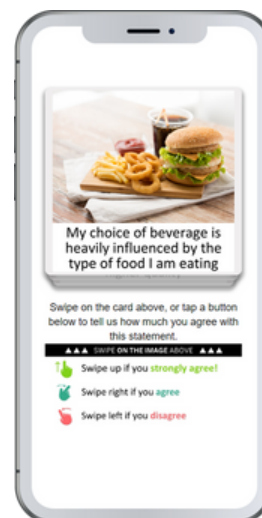 My choice of beverage is
heavily influenced by the
type of food I am eating
Swipe on the card above, or tap a button
below to tell us how much you agree with
this statement.
▲▲▲ SWIPE ON THE IMAGE ABOVE ▲▲▲
Swipe up if you strongly agree!
Swipe right if you agree
Swipe left if you disagree